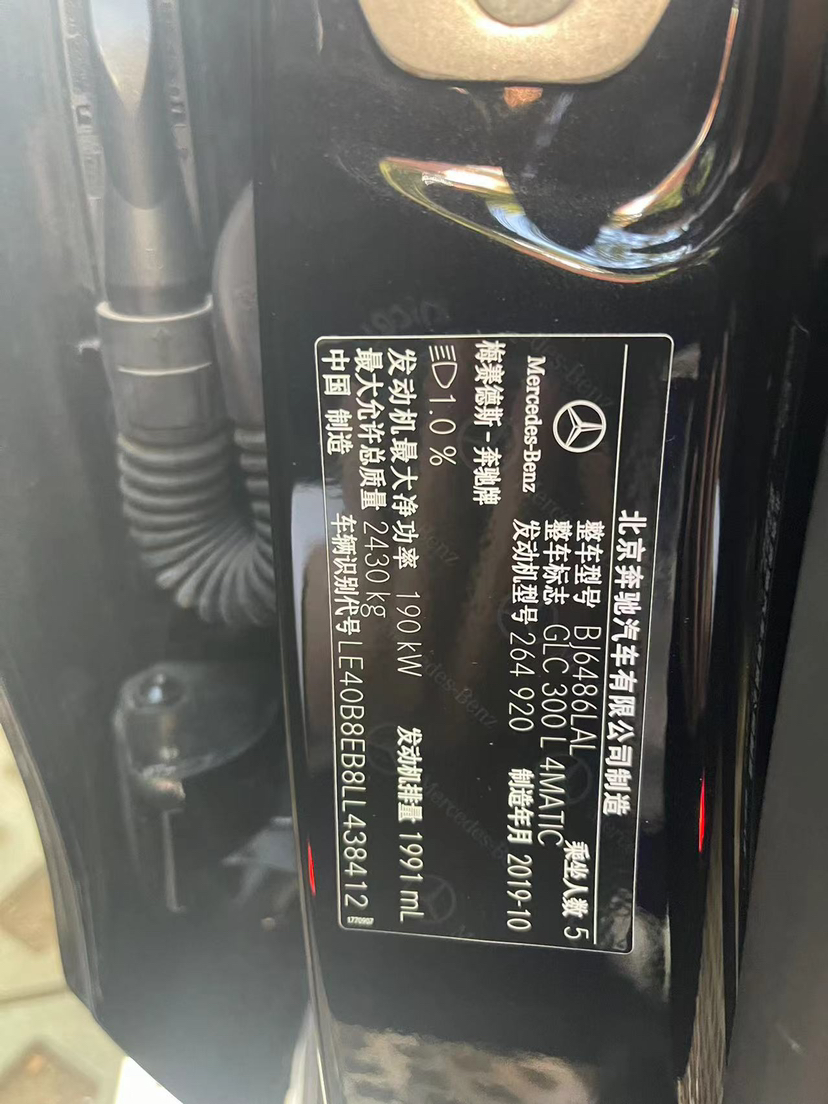 北京奔驰汽车有限公司制造
Mercedes-Benz
整车型号 BJ6486LAL 乘坐人数 5
整车标志 GLC 300 L 4MATIC
梅赛德斯-奔驰牌 发动机型号 264 920 制造年月 2019-10
1.0 %
发动机最大净功率 190 kW 发动机排量 1991 mL
最大允许总质量 2430 kg
中国 制造 车辆识别代号 LE40B8EB8LL438412
1770907